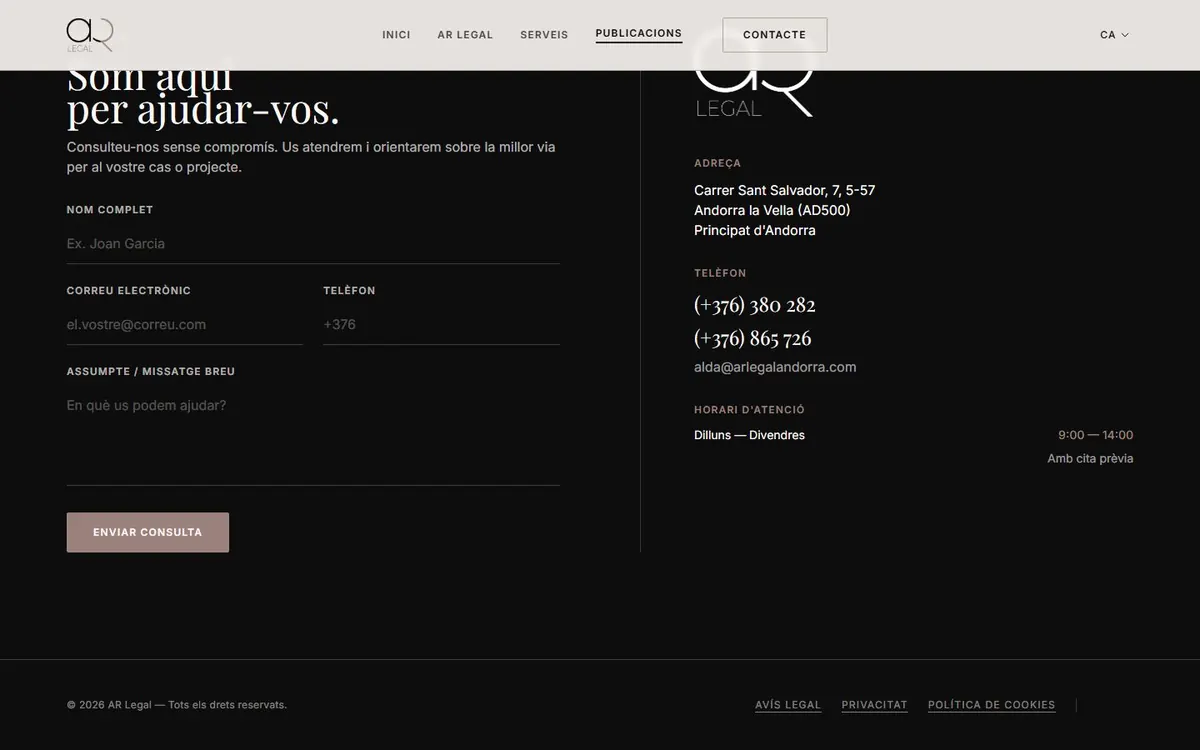 aR
LEGAL
INICI
AR LEGAL
SERVEIS
PUBLICACIONS
CONTACTE
CA
Som aquí
per ajudar-vos.
Consulteu-nos sense compromís. Us atendrem i orientarem sobre la millor via
per al vostre cas o projecte.
NOM COMPLET
Ex. Joan Garcia
CORREU ELECTRÒNIC
TELÈFON
el.vostre@correu.com
+376
ASSUMPTE / MISSATGE BREU
En què us podem ajudar?
ENVIAR CONSULTA
aR
LEGAL
ADREÇA
Carrer Sant Salvador, 7, 5-57
Andorra la Vella (AD500)
Principat d'Andorra
TELÈFON
(+376) 380 282
(+376) 865 726
alda@arlegalandorra.com
HORARI D'ATENCIÓ
Dilluns — Divendres
9:00 — 14:00
Amb cita prèvia
© 2026 AR Legal — Tots els drets reservats.
AVÍS LEGAL
PRIVACITAT
POLÍTICA DE COOKIES